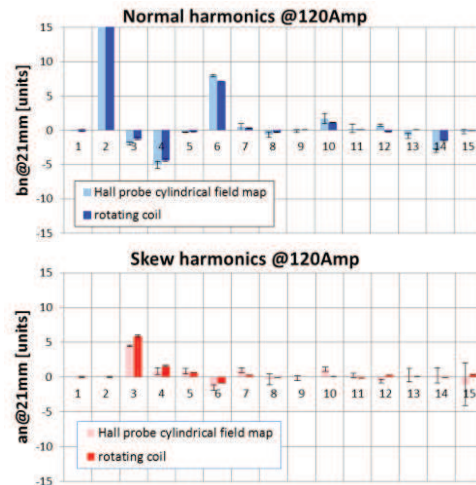 Normal harmonics @120Amp
bn@21mm [units]
15
10
5
0
-5
-10
-15
1 2 3 4 5 6 7 8 9 10 11 12 13 14 15
Hall probe cylindrical field map
rotating coil
Skew harmonics @120Amp
an@21mm [units]
15
10
5
0
-5
-10
-15
1 2 3 4 5 6 7 8 9 10 11 12 13 14 15
Hall probe cylindrical field map
rotating coil